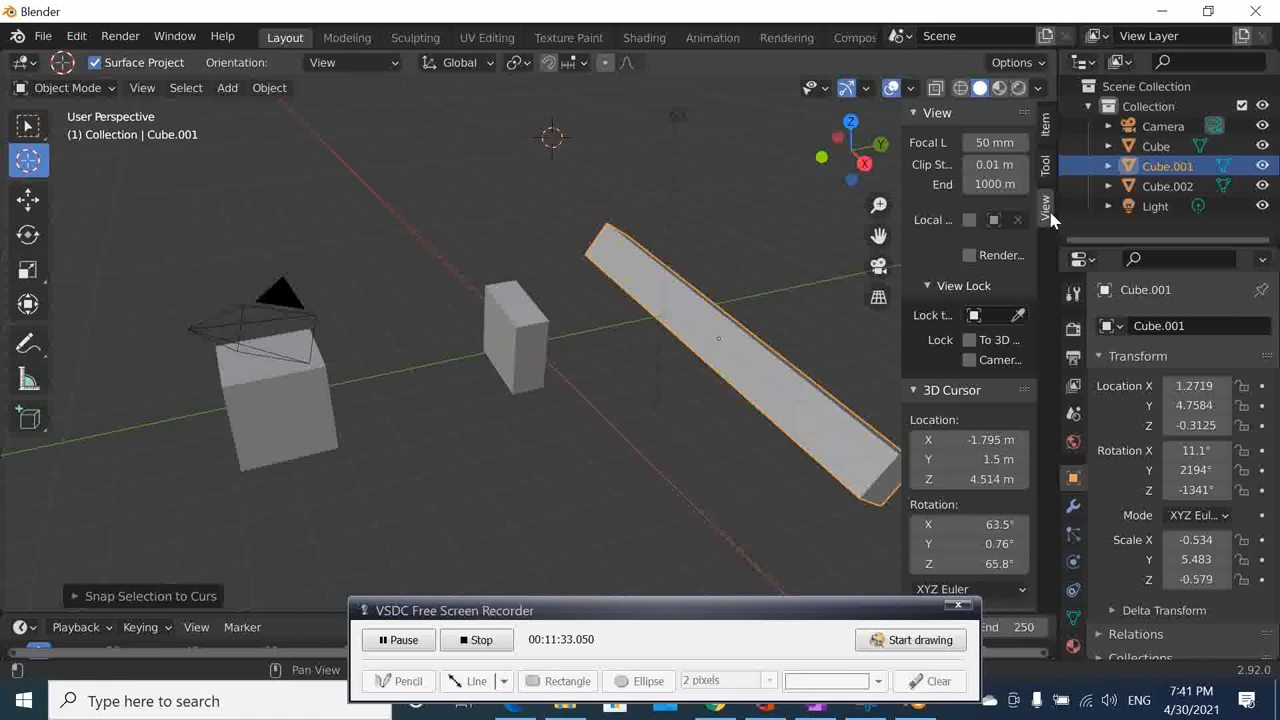 Blender
File Edit Render Window Help Layout Modeling Sculpting UV Editing Texture Paint Shading Animation Rendering Compos Scene View Layer
Surface Project Orientation: View Global Options
Object Mode View Select Add Object
User Perspective
(1) Collection | Cube.001
View
Focal L 50 mm
Clip St... 0.01 m
End 1000 m
Local ...
Render...
View Lock
Lock t...
Lock To 3D ...
Camer...
3D Cursor
Location:
X -1.795 m
Y 1.5 m
Z 4.514 m
Rotation:
X 63.5°
Y 0.76°
Z 65.8°
XYZ Euler
Item
Tool
View
Z
Y
X
Scene Collection
Collection
Camera
Cube
Cube.001
Cube.002
Light
Cube.001
Cube.001
Transform
Location X 1.2719
Y 4.7584
Z -0.3125
Rotation X 11.1°
Y 2194°
Z -1341°
Mode XYZ Eul...
Scale X -0.534
Y 5.483
Z -0.579
Delta Transform
Relations
Collections
Snap Selection to Curs
Playback Keying View Marker
End 250
Pan View
2.92.0
VSDC Free Screen Recorder
Pause Stop 00:11:33.050 Start drawing
Pencil Line Rectangle Ellipse 2 pixels Clear
Type here to search
ENG
7:41 PM
4/30/2021